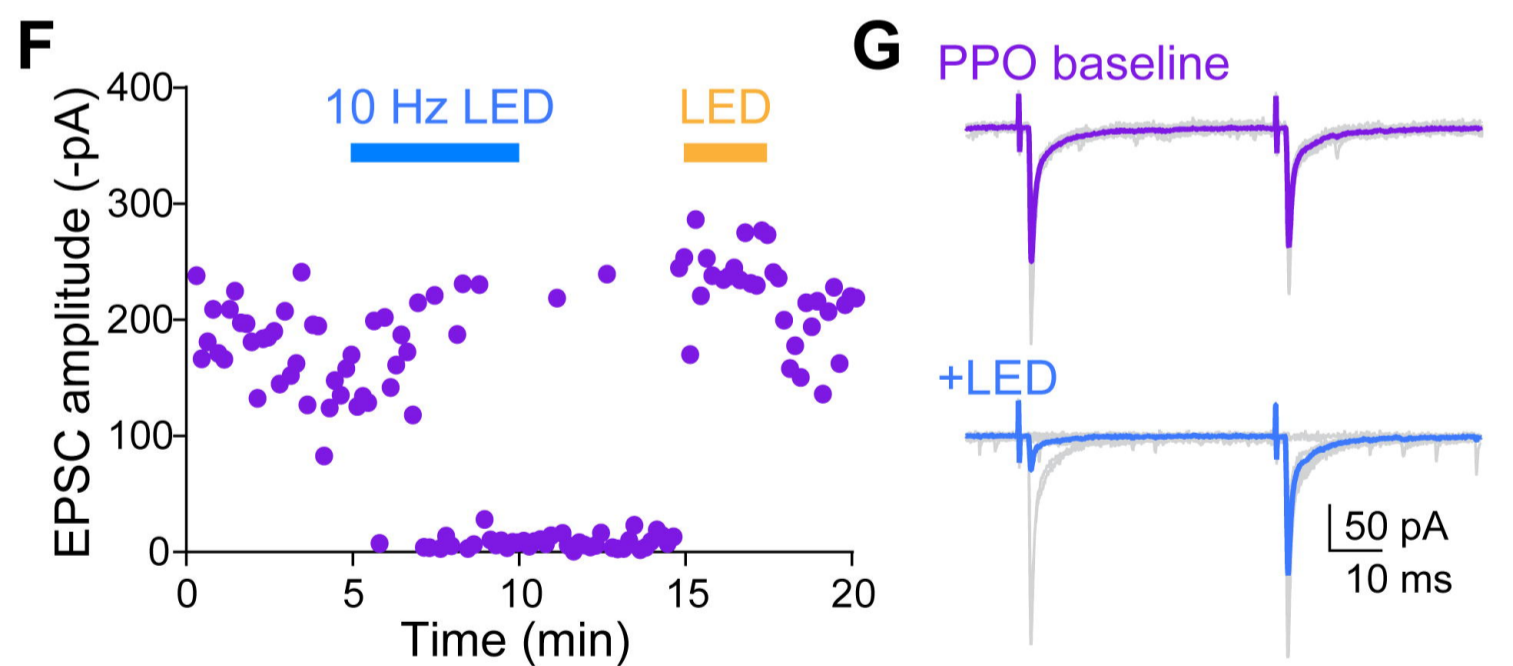 F
10 Hz LED
LED
EPSC amplitude (-pA)
400
300
200
100
0
0 5 10 15 20
Time (min)
G
PPO baseline
+LED
50 pA
10 ms